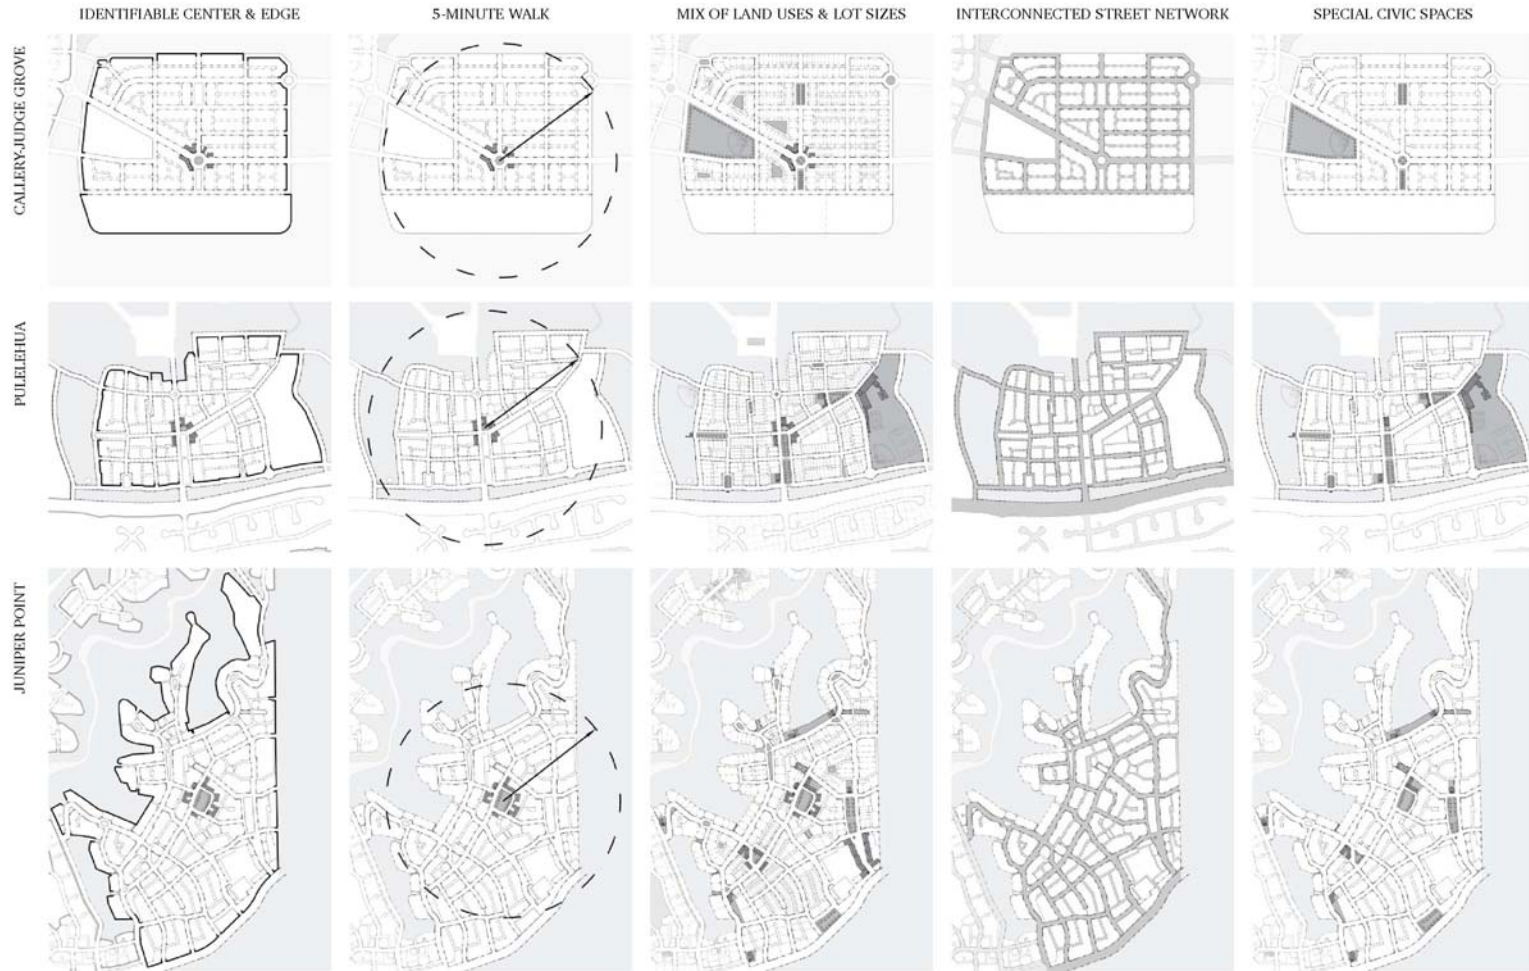 IDENTIFIABLE CENTER & EDGE
5-MINUTE WALK
MIX OF LAND USES & LOT SIZES
INTERCONNECTED STREET NETWORK
SPECIAL CIVIC SPACES
CALLERY-JUDGE GROVE
PULELEHUA
JUNIPER POINT